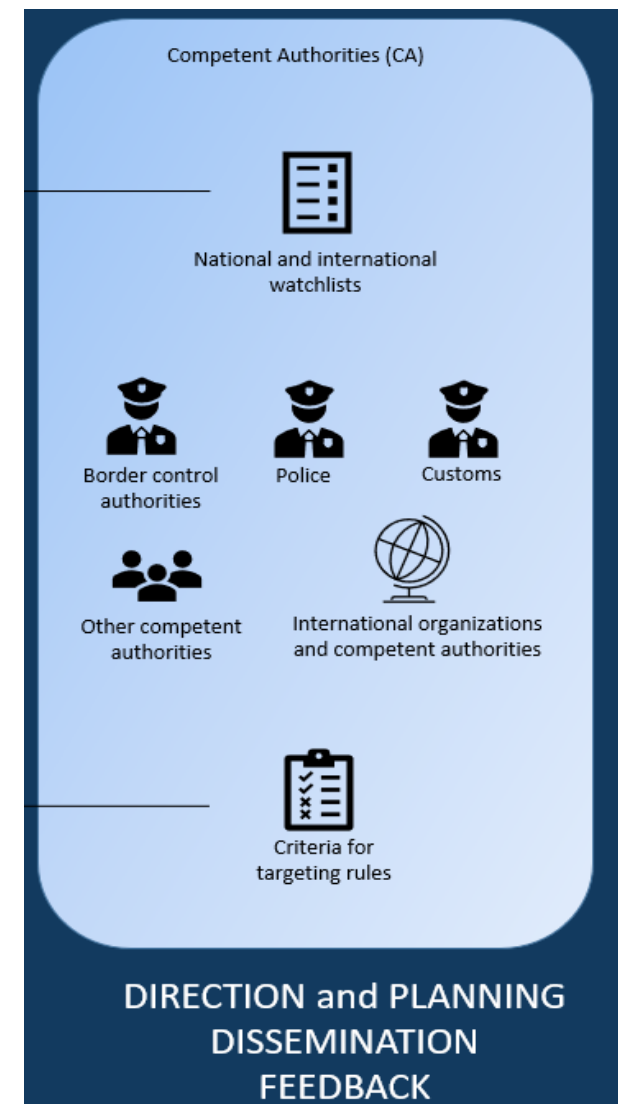 Competent Authorities (CA)
National and international
watchlists
Border control
authorities
Police
Customs
Other competent
authorities
International organizations
and competent authorities
Criteria for
targeting rules
DIRECTION and PLANNING
DISSEMINATION
FEEDBACK